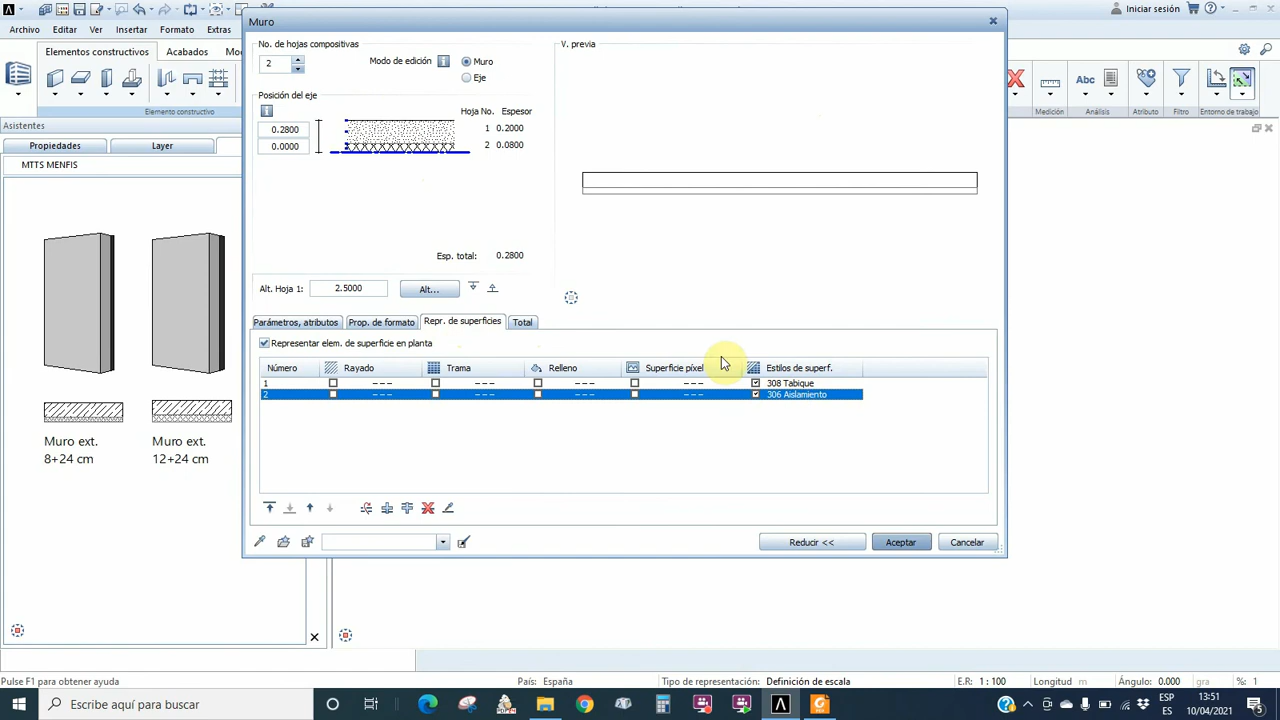 Muro
Iniciar sesión
Archivo Editar Insertar Formato Extras
Elementos constructivos Acabados
Elemento constructivo
Medición Análisis Atributo Filtro Entorno de trabajo
Abc
Asistentes
Propiedades Layer
MTTS MENFIS
Muro ext.
8+24 cm
Muro ext.
12+24 cm
No. de hojas compositivas
2
Modo de edición
Muro
Eje
V. previa
Posición del eje
Hoja No. Espesor
0.2800
0.0000
1 0.2000
2 0.0800
Esp. total: 0.2800
Alt. Hoja 1: 2.5000 Alt...
Parámetros, atributos Prop. de formato Repr. de superficies Total
Representar elem. de superficie en planta
Número Rayado Trama Relleno Superficie píxel Estilos de superf.
1 --- --- --- --- 308 Tabique
2 --- --- --- --- 306 Aislamiento
Reducir << Aceptar Cancelar
Pulse F1 para obtener ayuda País: España Tipo de representación: Definición de escala E.R: 1 : 100 Longitud m Ángulo: 0.000 gra %: 1
Escribe aquí para buscar
ESP
ES
13:51
10/04/2021
5